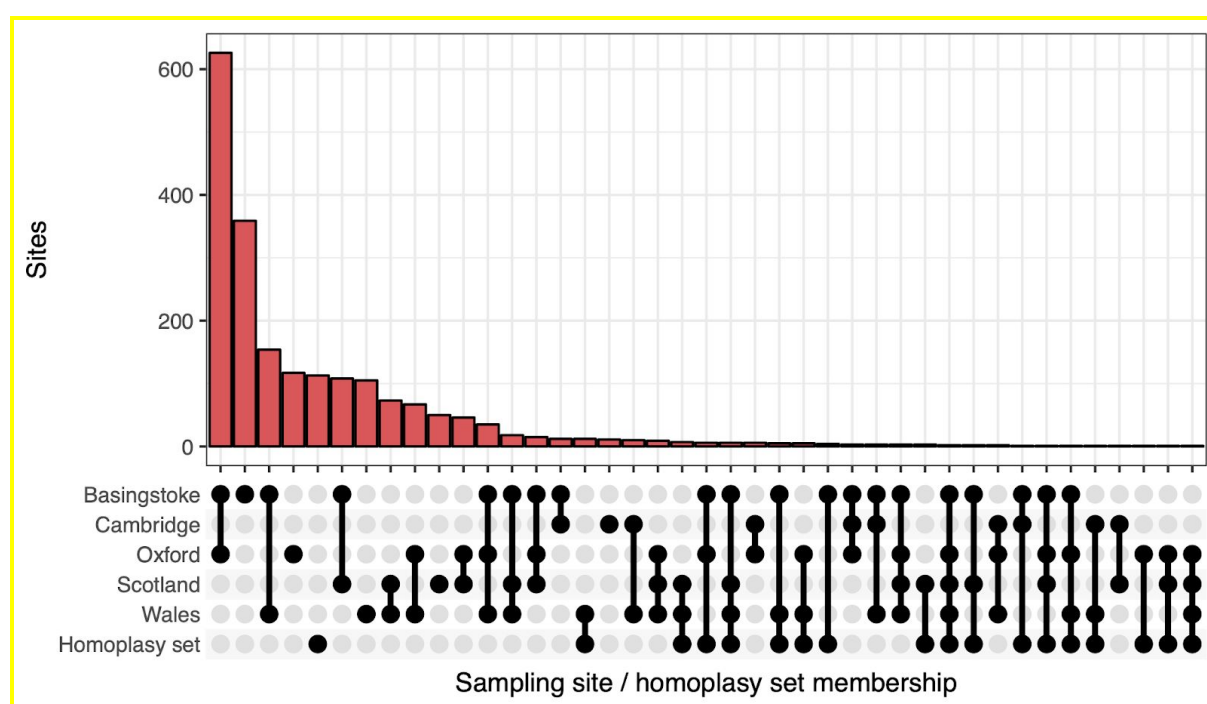 Sites
600
400
200
0
Basingstoke
Cambridge
Oxford
Scotland
Wales
Homoplasy set
Sampling site / homoplasy set membership